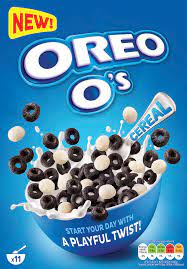 NEW!
OREO
O's
CEREAL
START YOUR DAY WITH
A PLAYFUL TWIST!
x11